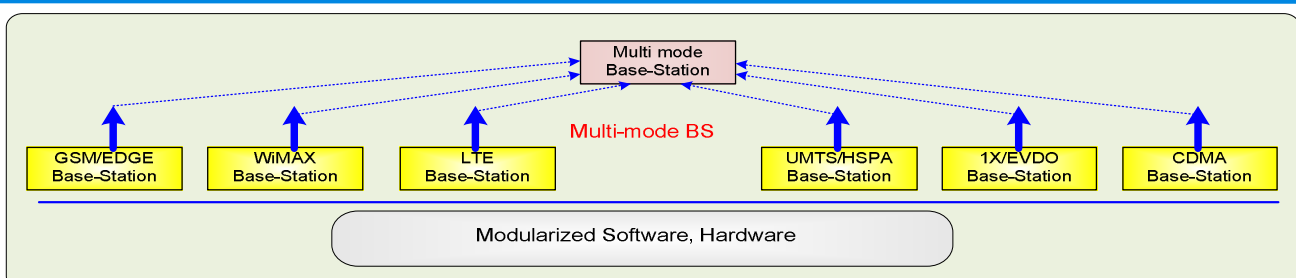 Multi mode
Base-Station
Multi-mode BS
GSM/EDGE
Base-Station
WiMAX
Base-Station
LTE
Base-Station
UMTS/HSPA
Base-Station
1X/EVDO
Base-Station
CDMA
Base-Station
Modularized Software, Hardware